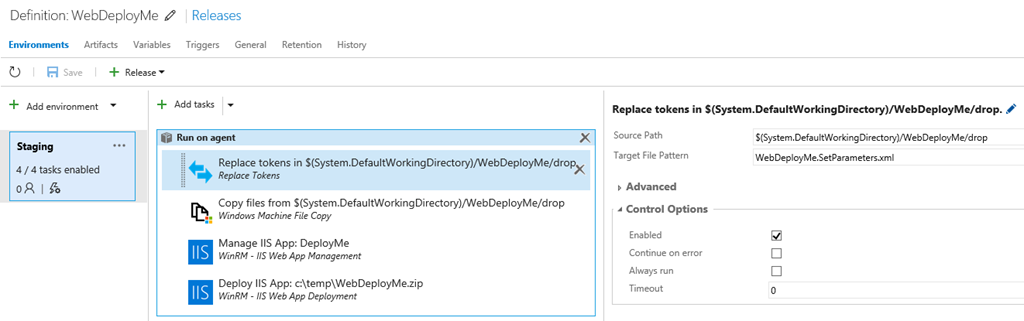 Definition: WebDeployMe | Releases
Environments Artifacts Variables Triggers General Retention History
Save Release
Add environment
Staging
4 / 4 tasks enabled
0
Add tasks
Run on agent
Replace tokens in $(System.DefaultWorkingDirectory)/WebDeployMe/drop
Replace Tokens
Copy files from $(System.DefaultWorkingDirectory)/WebDeployMe/drop
Windows Machine File Copy
IIS
Manage IIS App: DeployMe
WinRM - IIS Web App Management
IIS
Deploy IIS App: c:\temp\WebDeployMe.zip
WinRM - IIS Web App Deployment
Replace tokens in $(System.DefaultWorkingDirectory)/WebDeployMe/drop.
Source Path $(System.DefaultWorkingDirectory)/WebDeployMe/drop
Target File Pattern WebDeployMe.SetParameters.xml
Advanced
Control Options
Enabled
Continue on error
Always run
Timeout 0